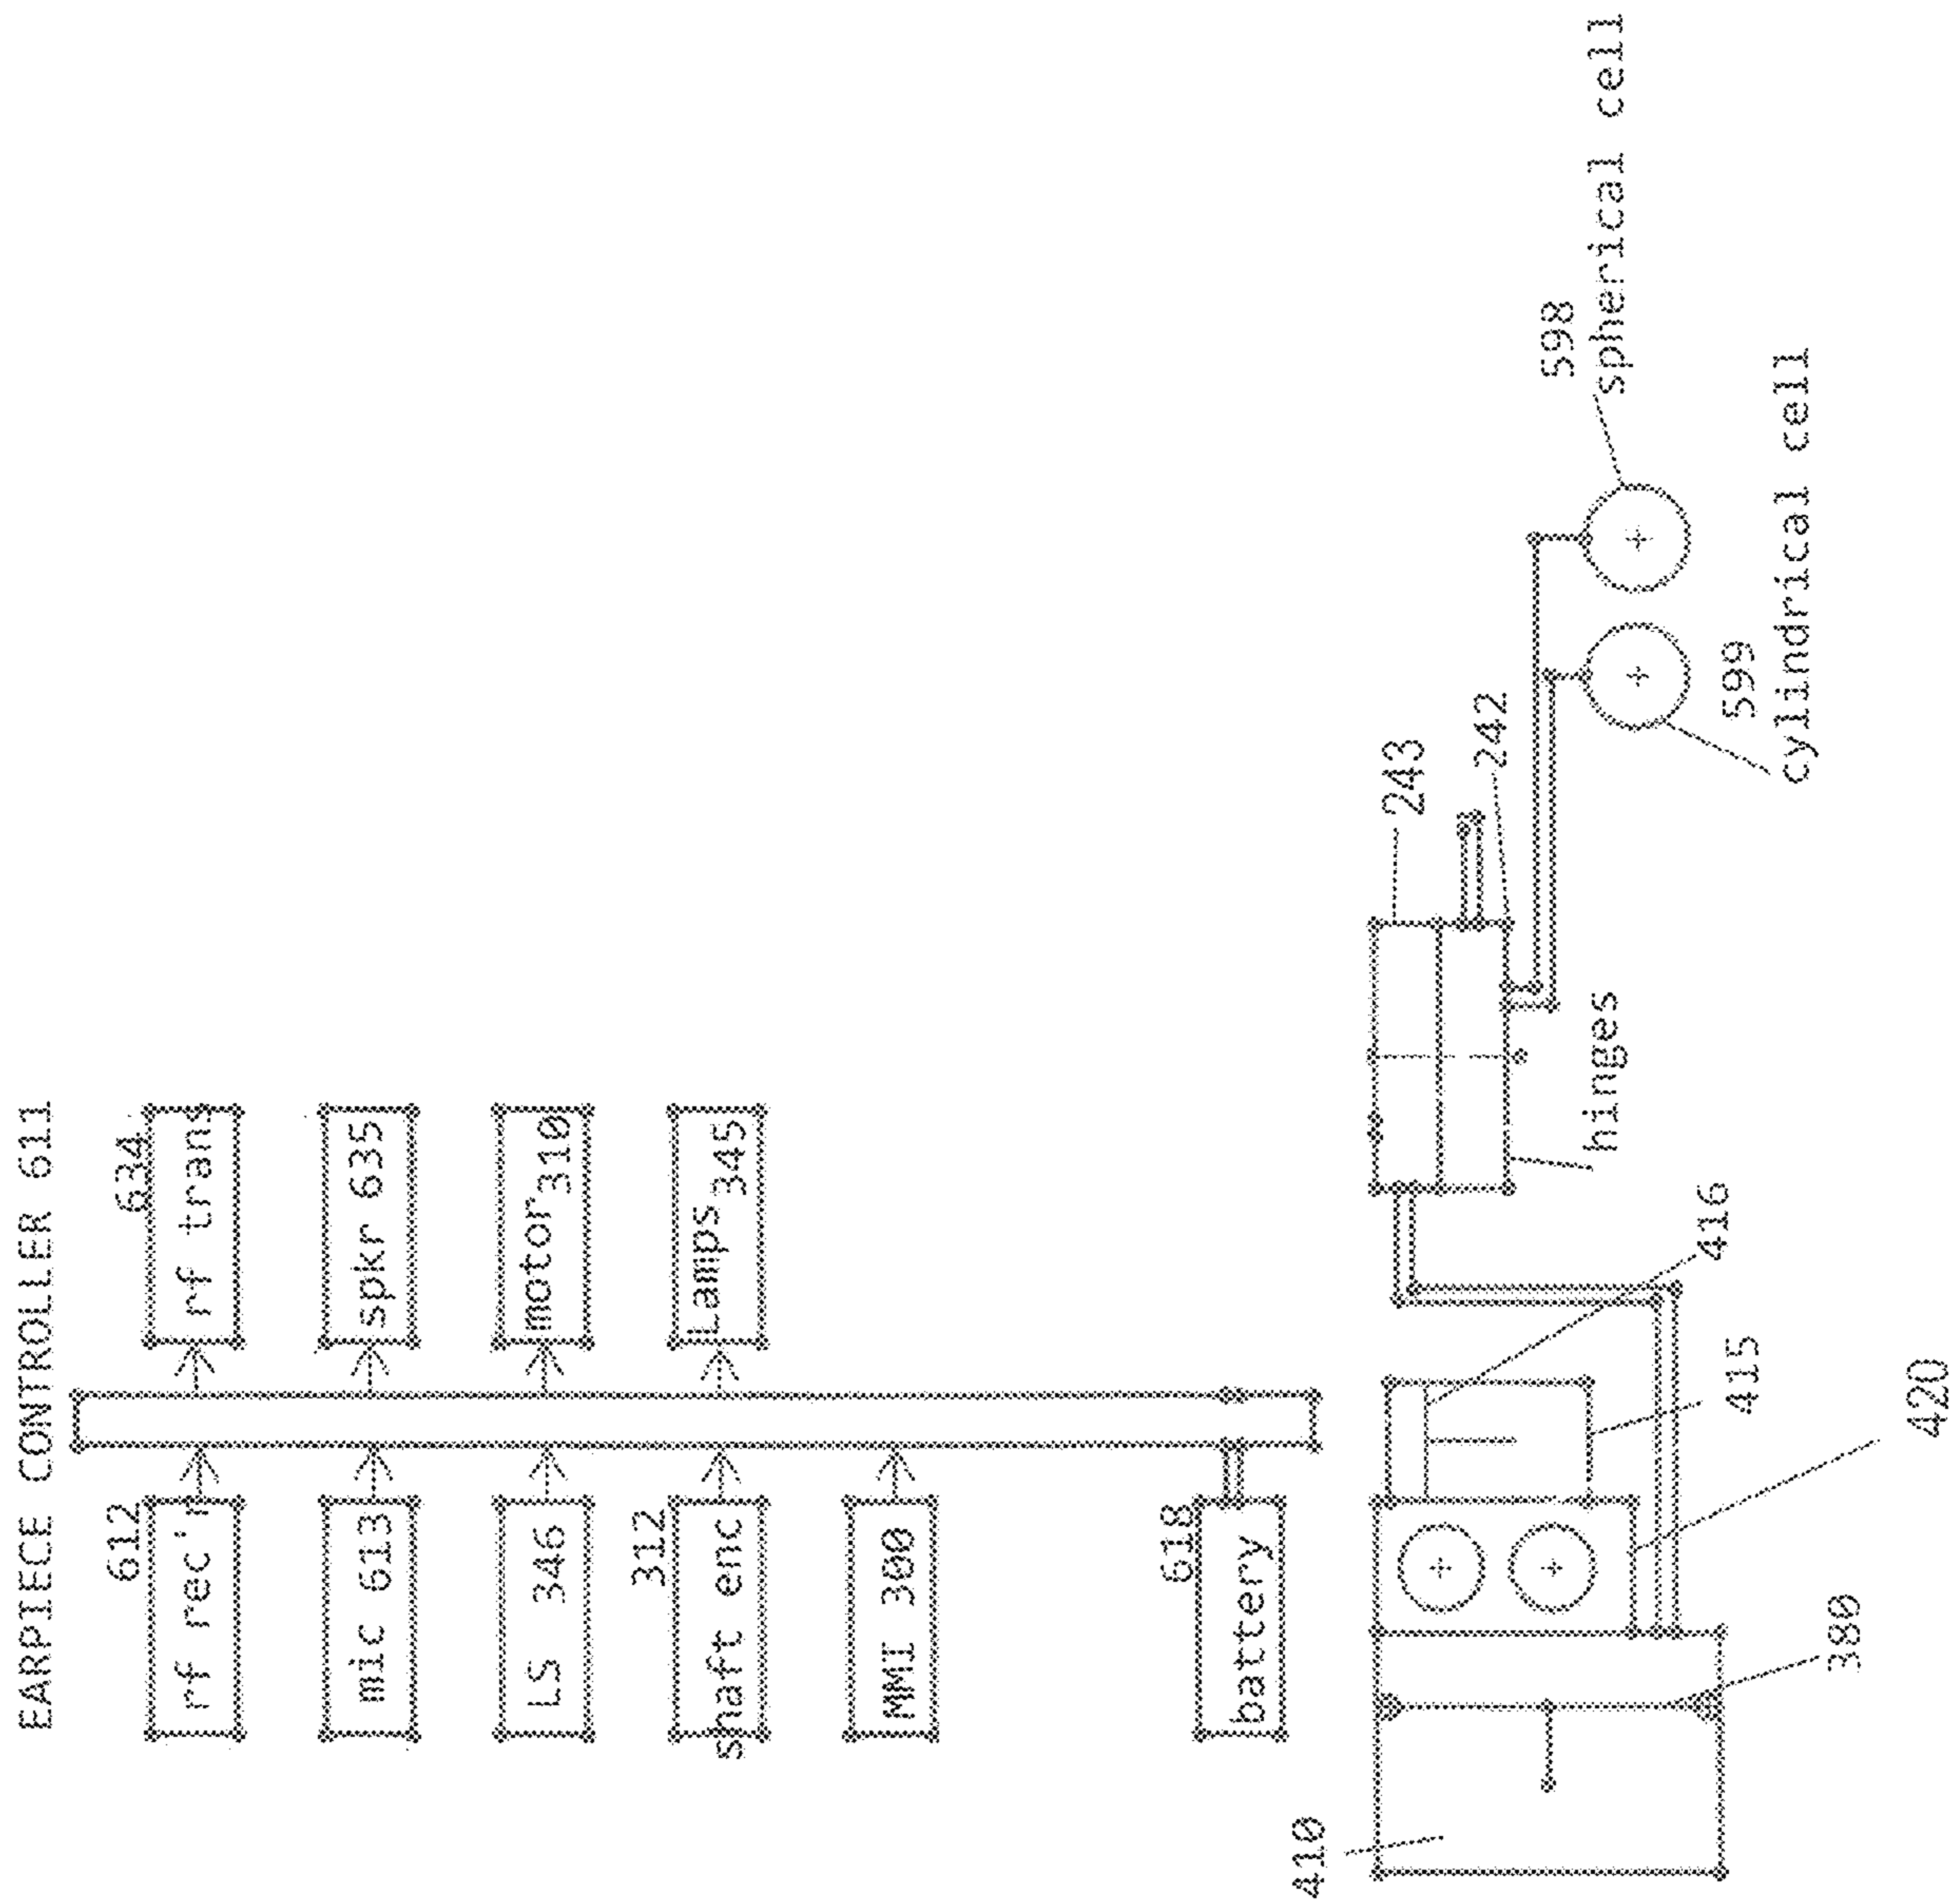 EARPIECE CONTROLLER 611
612
rf rec'r
634
rf trans
mic 613
spkr 635
LS 346
motor 310
312
shaft enc
Lamps 345
MMI 300
618
battery
410
380
420
415
416
hinges
243
242
598
spherical cell
599
cylindrical cell